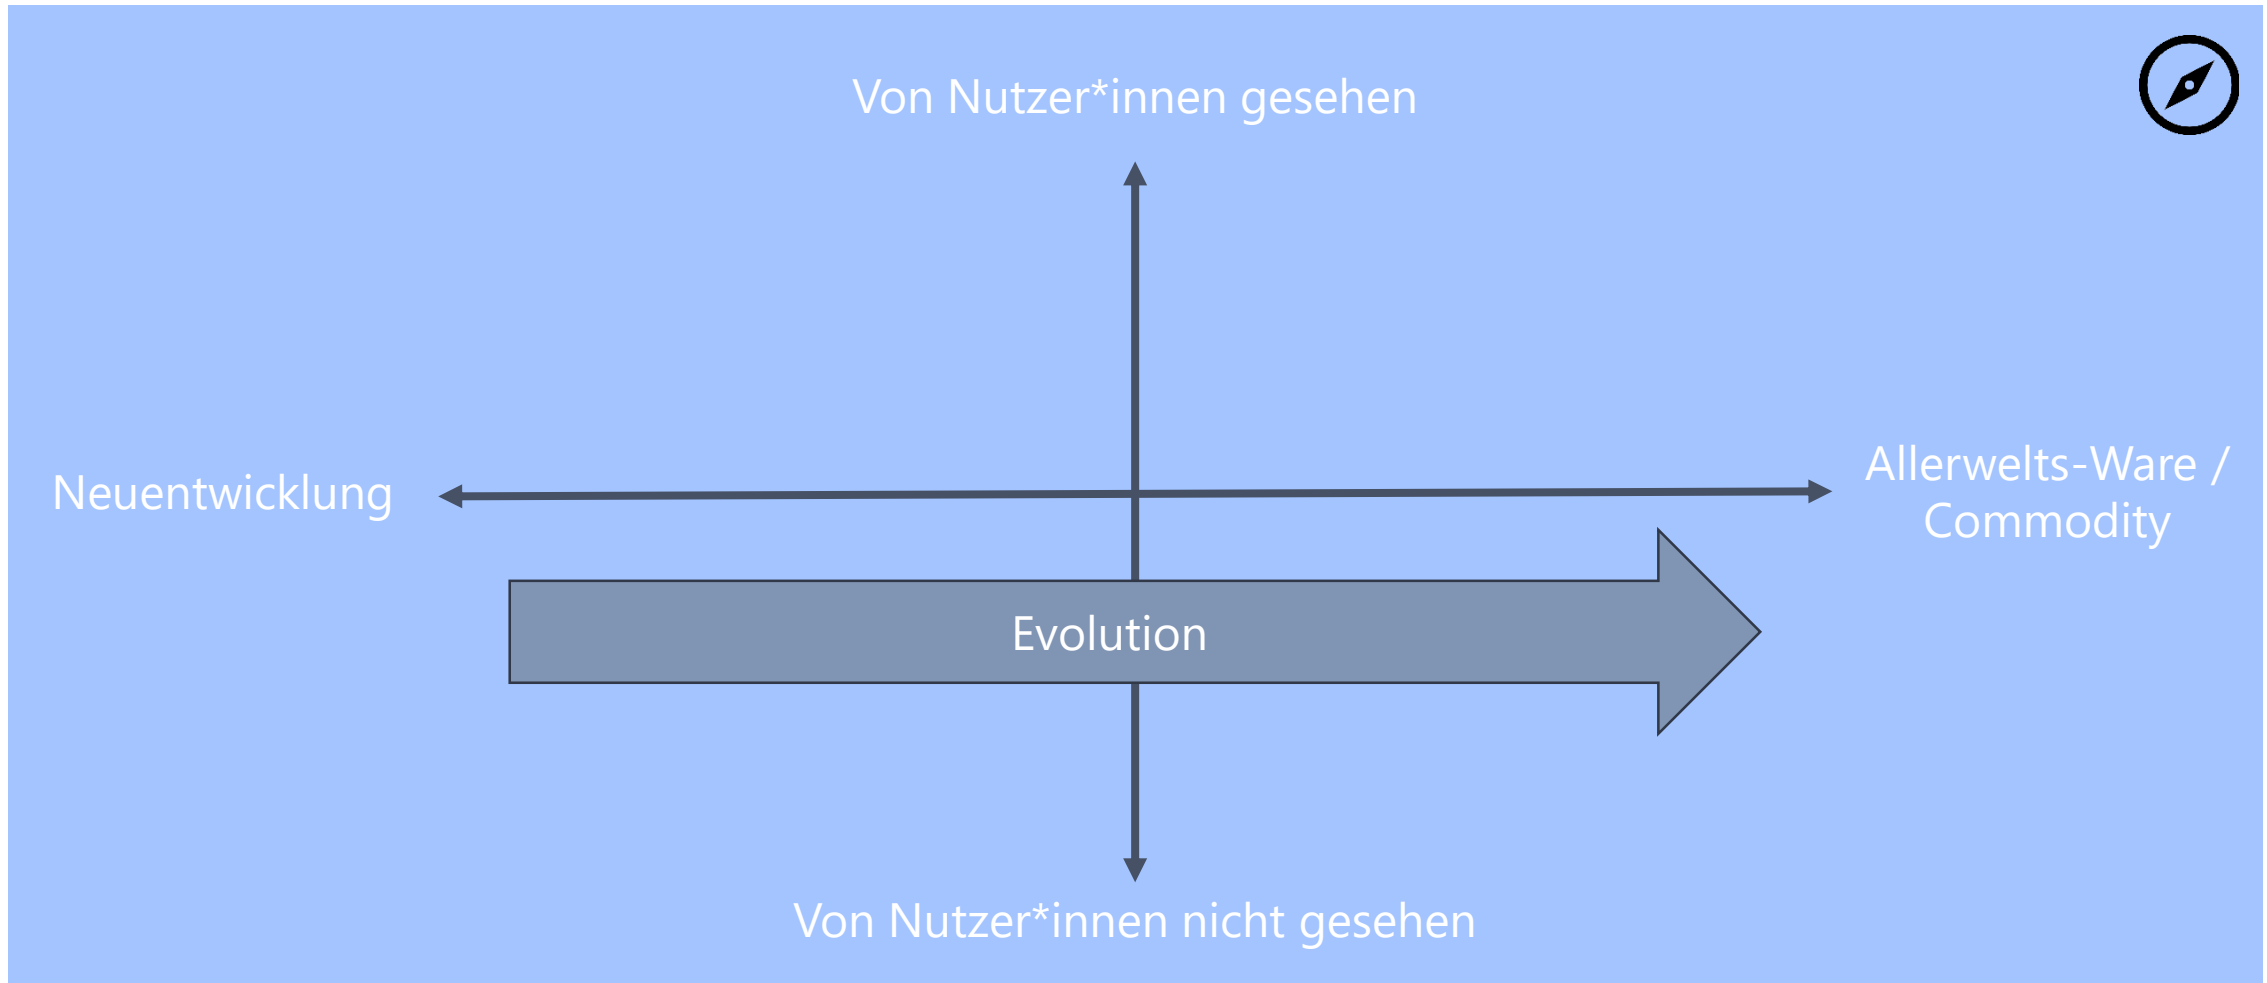 Von Nutzer*innen gesehen
Neuentwicklung
Allerwelts-Ware /
Commodity
Evolution
Von Nutzer*innen nicht gesehen